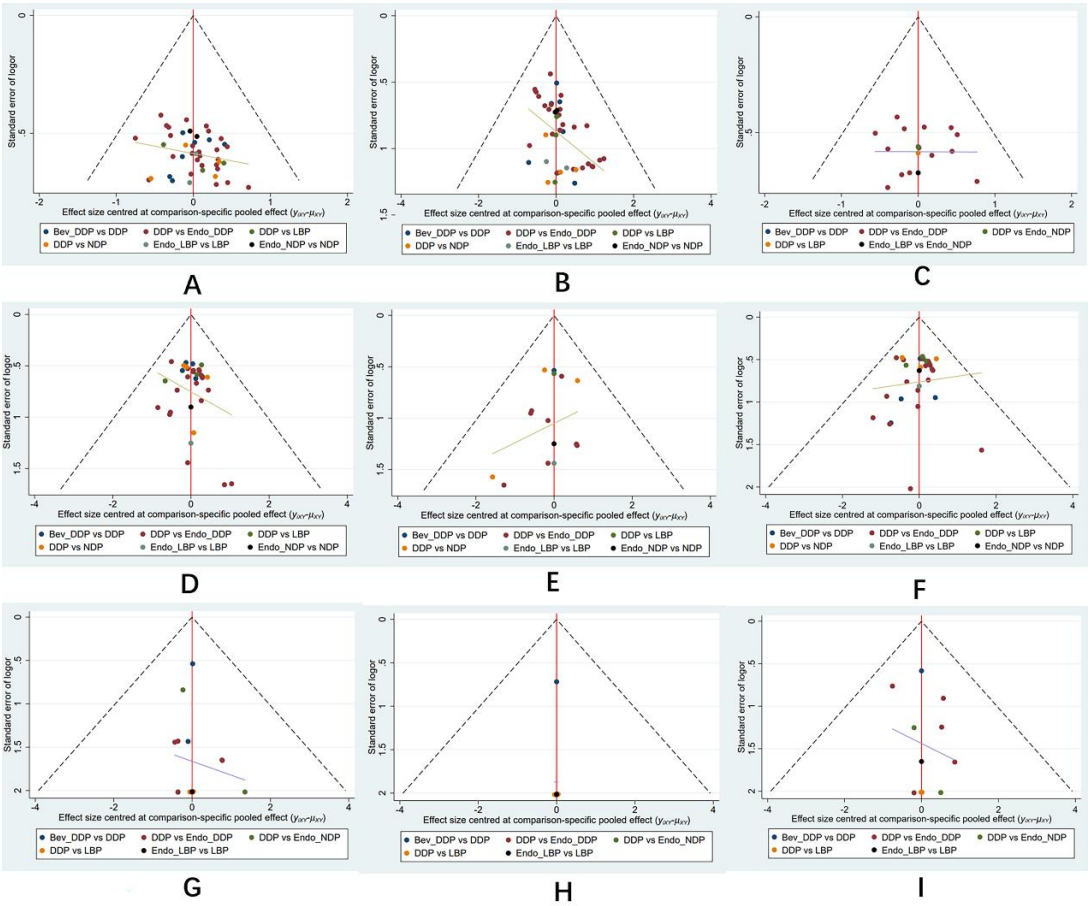 0
.5
Standard error of logor
-2 -1 0 1 2
Effect size centred at comparison-specific pooled effect (yᵢXY-μXY)
Bev_DDP vs DDP DDP vs Endo_DDP DDP vs LBP
DDP vs NDP Endo_LBP vs LBP Endo_NDP vs NDP
A
0
.5
1
1.5
Standard error of logor
-4 -2 0 2 4
Effect size centred at comparison-specific pooled effect (yᵢXY-μXY)
Bev_DDP vs DDP DDP vs Endo_DDP DDP vs LBP
DDP vs NDP Endo_LBP vs LBP Endo_NDP vs NDP
B
0
.5
Standard error of logor
-2 -1 0 1 2
Effect size centred at comparison-specific pooled effect (yᵢXY-μXY)
Bev_DDP vs DDP DDP vs Endo_DDP DDP vs Endo_NDP
DDP vs LBP Endo_LBP vs Endo_NDP
C
0
.5
1
1.5
Standard error of logor
-4 -2 0 2 4
Effect size centred at comparison-specific pooled effect (yᵢXY-μXY)
Bev_DDP vs DDP DDP vs Endo_DDP DDP vs LBP
DDP vs NDP Endo_LBP vs LBP Endo_NDP vs NDP
D
0
.5
1
1.5
Standard error of logor
-4 -2 0 2 4
Effect size centred at comparison-specific pooled effect (yᵢXY-μXY)
Bev_DDP vs DDP DDP vs Endo_DDP DDP vs LBP
DDP vs NDP Endo_LBP vs LBP Endo_NDP vs NDP
E
0
.5
1
1.5
2
Standard error of logor
-4 -2 0 2 4
Effect size centred at comparison-specific pooled effect (yᵢXY-μXY)
Bev_DDP vs DDP DDP vs Endo_DDP DDP vs LBP
DDP vs NDP Endo_LBP vs LBP Endo_NDP vs NDP
F
0
.5
1
1.5
2
Standard error of logor
-4 -2 0 2 4
Effect size centred at comparison-specific pooled effect (yᵢXY-μXY)
Bev_DDP vs DDP DDP vs Endo_DDP DDP vs Endo_NDP
DDP vs LBP Endo_LBP vs LBP
G
0
.5
1
1.5
2
Standard error of logor
-4 -2 0 2 4
Effect size centred at comparison-specific pooled effect (yᵢXY-μXY)
Bev_DDP vs DDP DDP vs Endo_DDP DDP vs Endo_NDP
DDP vs LBP Endo_LBP vs LBP
H
0
.5
1
1.5
2
Standard error of logor
-4 -2 0 2 4
Effect size centred at comparison-specific pooled effect (yᵢXY-μXY)
Bev_DDP vs DDP DDP vs Endo_DDP DDP vs Endo_NDP
DDP vs LBP Endo_LBP vs LBP
I